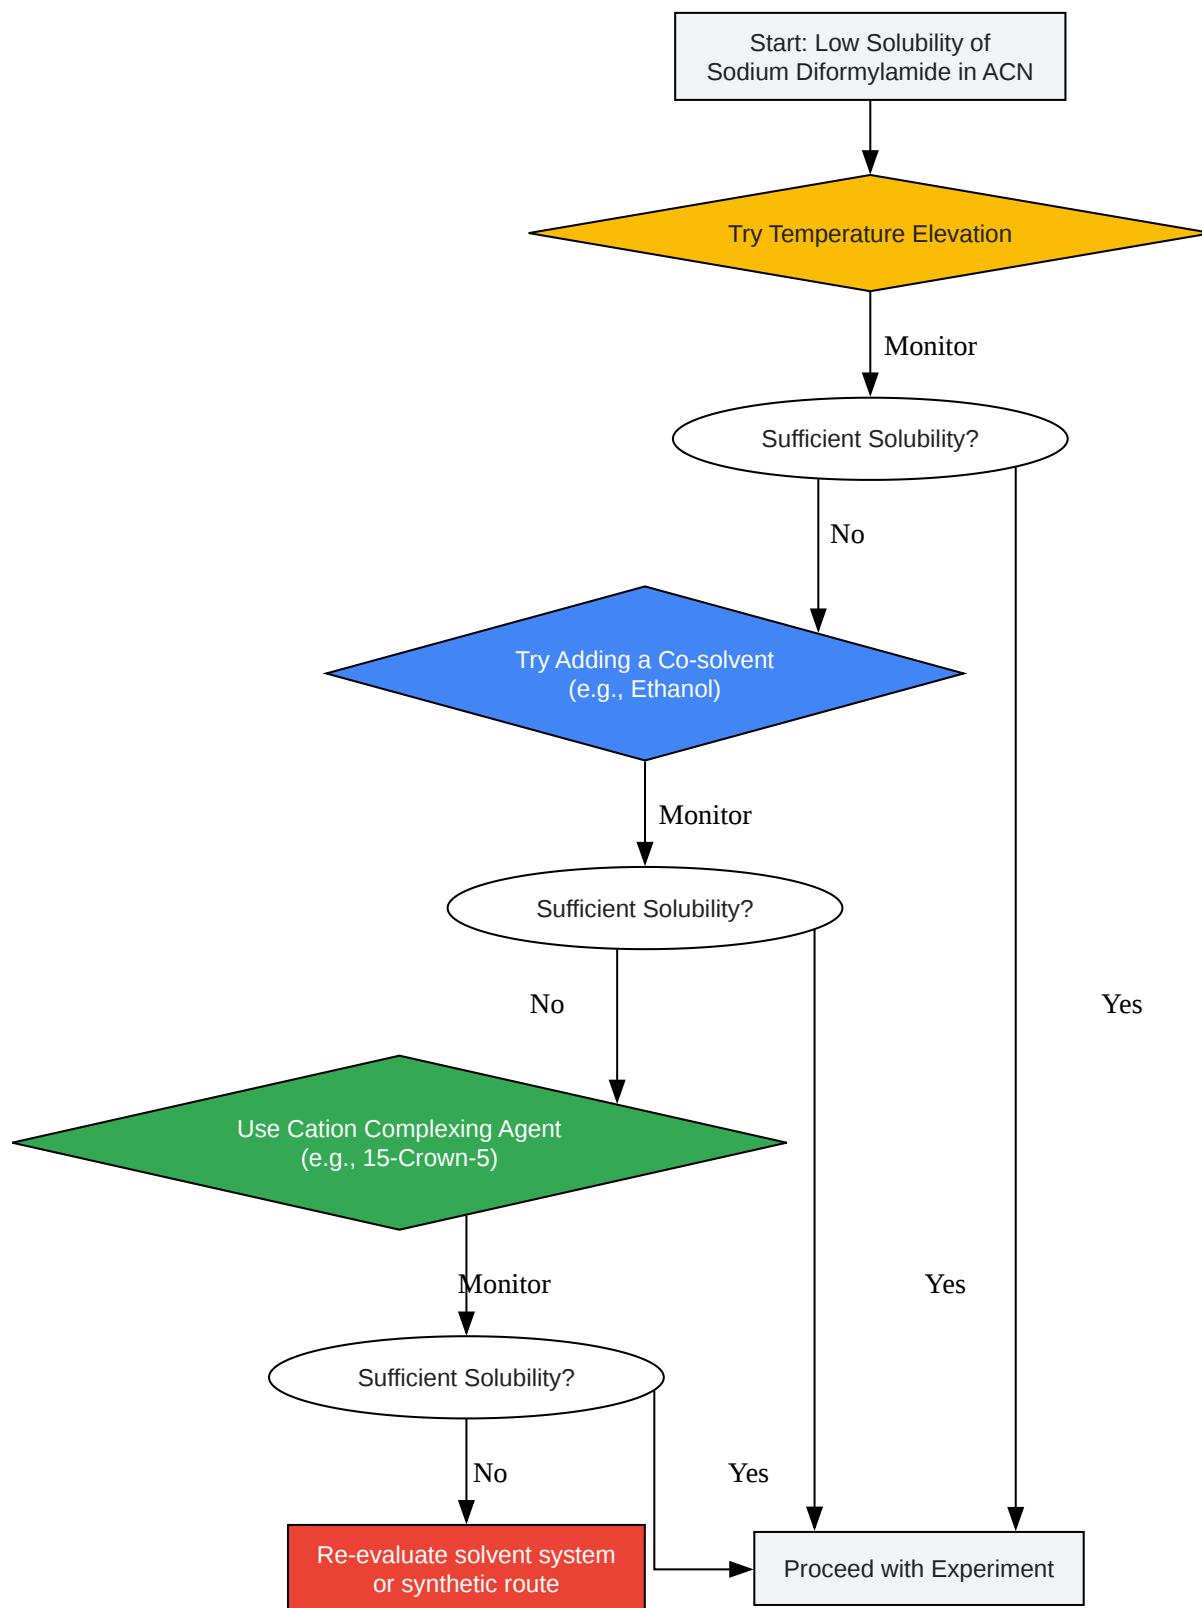 Start: Low Solubility of
Sodium Diformylamide in ACN
Try Temperature Elevation
Monitor
Sufficient Solubility?
No
Try Adding a Co-solvent
(e.g., Ethanol)
Monitor
Sufficient Solubility?
No
Yes
Use Cation Complexing Agent
(e.g., 15-Crown-5)
Monitor
Yes
Sufficient Solubility?
No
Yes
Re-evaluate solvent system
or synthetic route
Proceed with Experiment